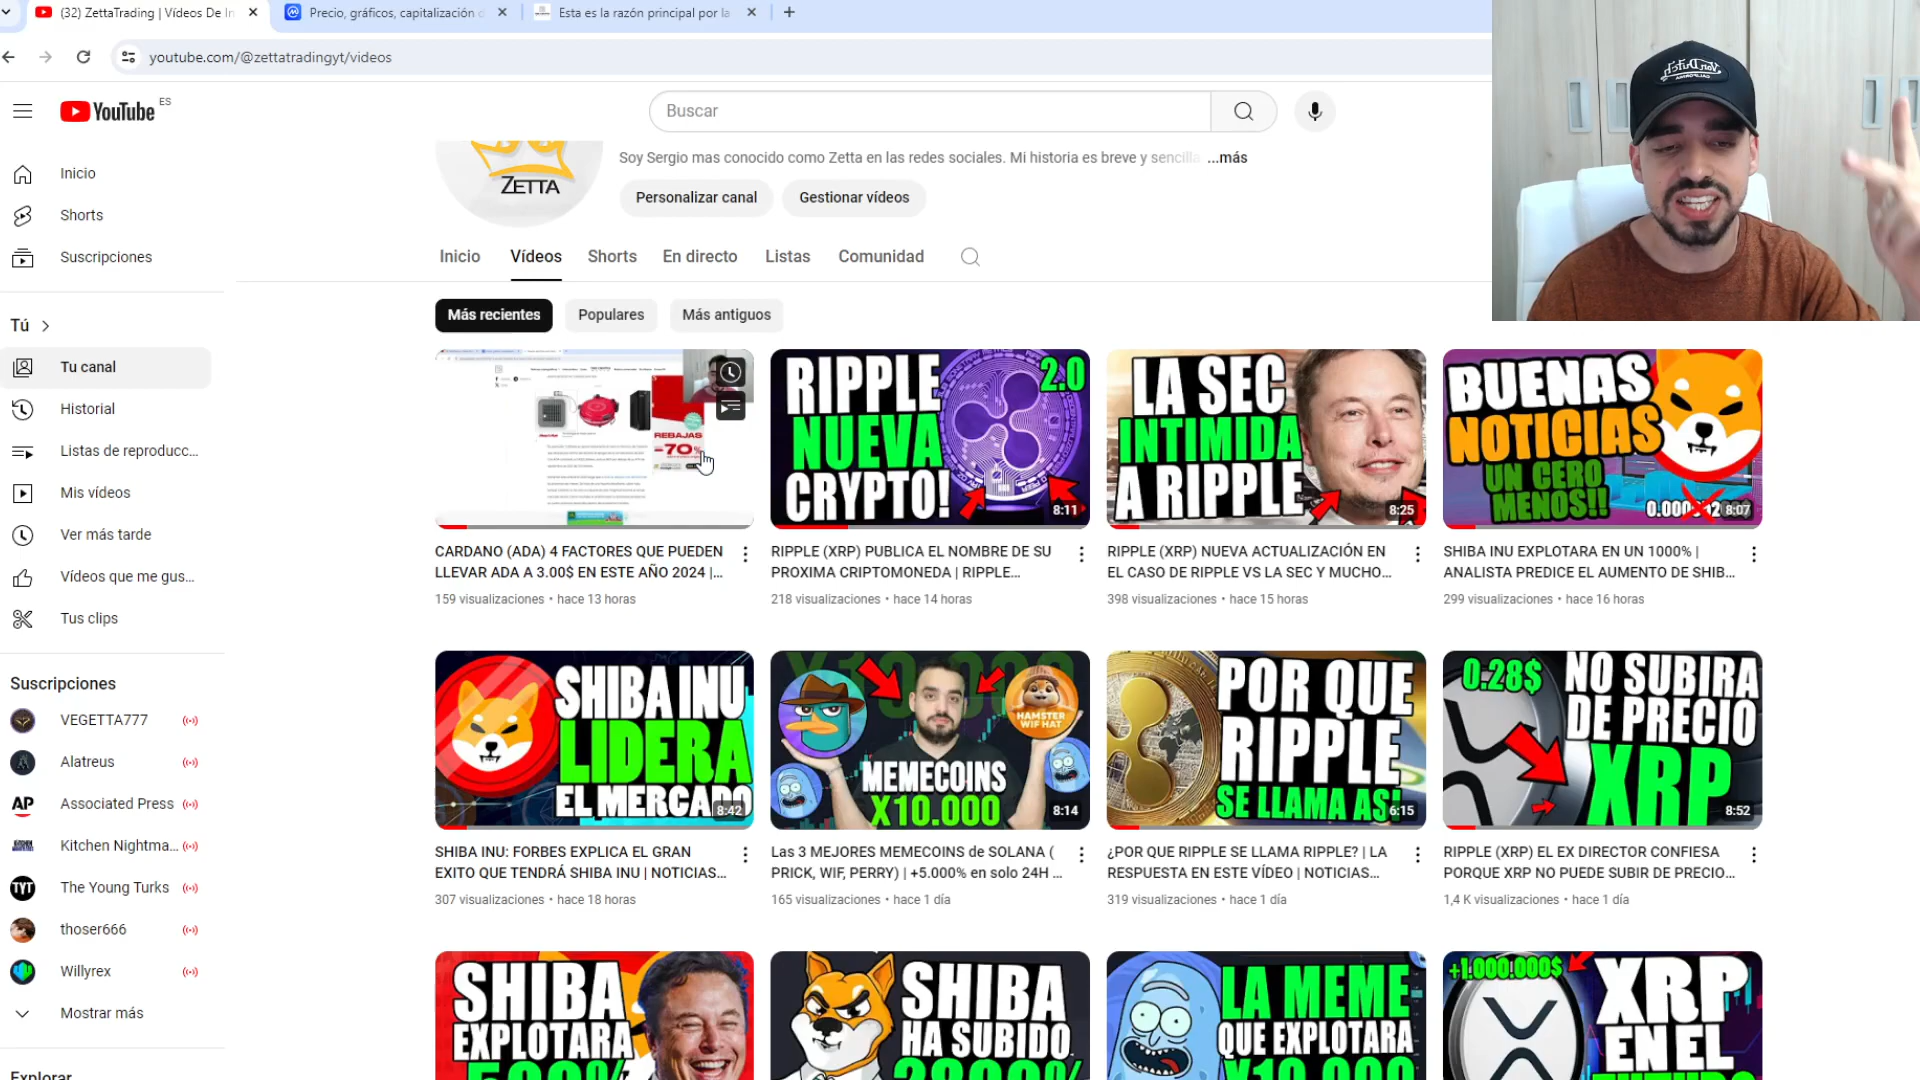 (32) ZettaTrading | Vídeos De In
Precio, gráficos, capitalización d
Esta es la razón principal por la
youtube.com/@zettatradingyt/videos
YouTube ES
Buscar
Von Dutch
ZETTA
Soy Sergio mas conocido como Zetta en las redes sociales. Mi historia es breve y sencilla ...más
Personalizar canal
Gestionar vídeos
Inicio
Shorts
Suscripciones
Tú
Tu canal
Historial
Listas de reproducc...
Mis vídeos
Ver más tarde
Vídeos que me gus...
Tus clips
Suscripciones
VEGETTA777
Alatreus
AP Associated Press
Kitchen Nightma...
TYT The Young Turks
thoser666
Willyrex
Mostrar más
Explorar
Inicio Vídeos Shorts En directo Listas Comunidad
Más recientes Populares Más antiguos
REBAJAS
-70%
CARDANO (ADA) 4 FACTORES QUE PUEDEN
LLEVAR ADA A 3.00$ EN ESTE AÑO 2024 |...
159 visualizaciones • hace 13 horas
RIPPLE 2.0
NUEVA
CRYPTO!
8:11
RIPPLE (XRP) PUBLICA EL NOMBRE DE SU
PROXIMA CRIPTOMONEDA | RIPPLE...
218 visualizaciones • hace 14 horas
LA SEC
INTIMIDA
A RIPPLE
8:25
RIPPLE (XRP) NUEVA ACTUALIZACIÓN EN
EL CASO DE RIPPLE VS LA SEC Y MUCHO...
398 visualizaciones • hace 15 horas
BUENAS
NOTICIAS
UN CERO
MENOS!!
8:07
SHIBA INU EXPLOTARA EN UN 1000% |
ANALISTA PREDICE EL AUMENTO DE SHIB...
299 visualizaciones • hace 16 horas
SHIBA INU
LIDERA
EL MERCADO
8:42
SHIBA INU: FORBES EXPLICA EL GRAN
EXITO QUE TENDRÁ SHIBA INU | NOTICIAS...
307 visualizaciones • hace 18 horas
X10.000
HAMSTER
WIF HAT
MEMECOINS
X10.000
8:14
Las 3 MEJORES MEMECOINS de SOLANA (
PRICK, WIF, PERRY) | +5.000% en solo 24H ...
165 visualizaciones • hace 1 día
POR QUE
RIPPLE
SE LLAMA ASI
6:15
¿POR QUE RIPPLE SE LLAMA RIPPLE? | LA
RESPUESTA EN ESTE VÍDEO | NOTICIAS...
319 visualizaciones • hace 1 día
0.28$ NO SUBIRA
DE PRECIO
XRP
8:52
RIPPLE (XRP) EL EX DIRECTOR CONFIESA
PORQUE XRP NO PUEDE SUBIR DE PRECIO...
1,4 K visualizaciones • hace 1 día
SHIBA
EXPLOTARA
500%
SHIBA
HA SUBIDO
LA MEME
QUE EXPLOTARA
X10.000
+1.000.000$
XRP
EN EL
FUTURO